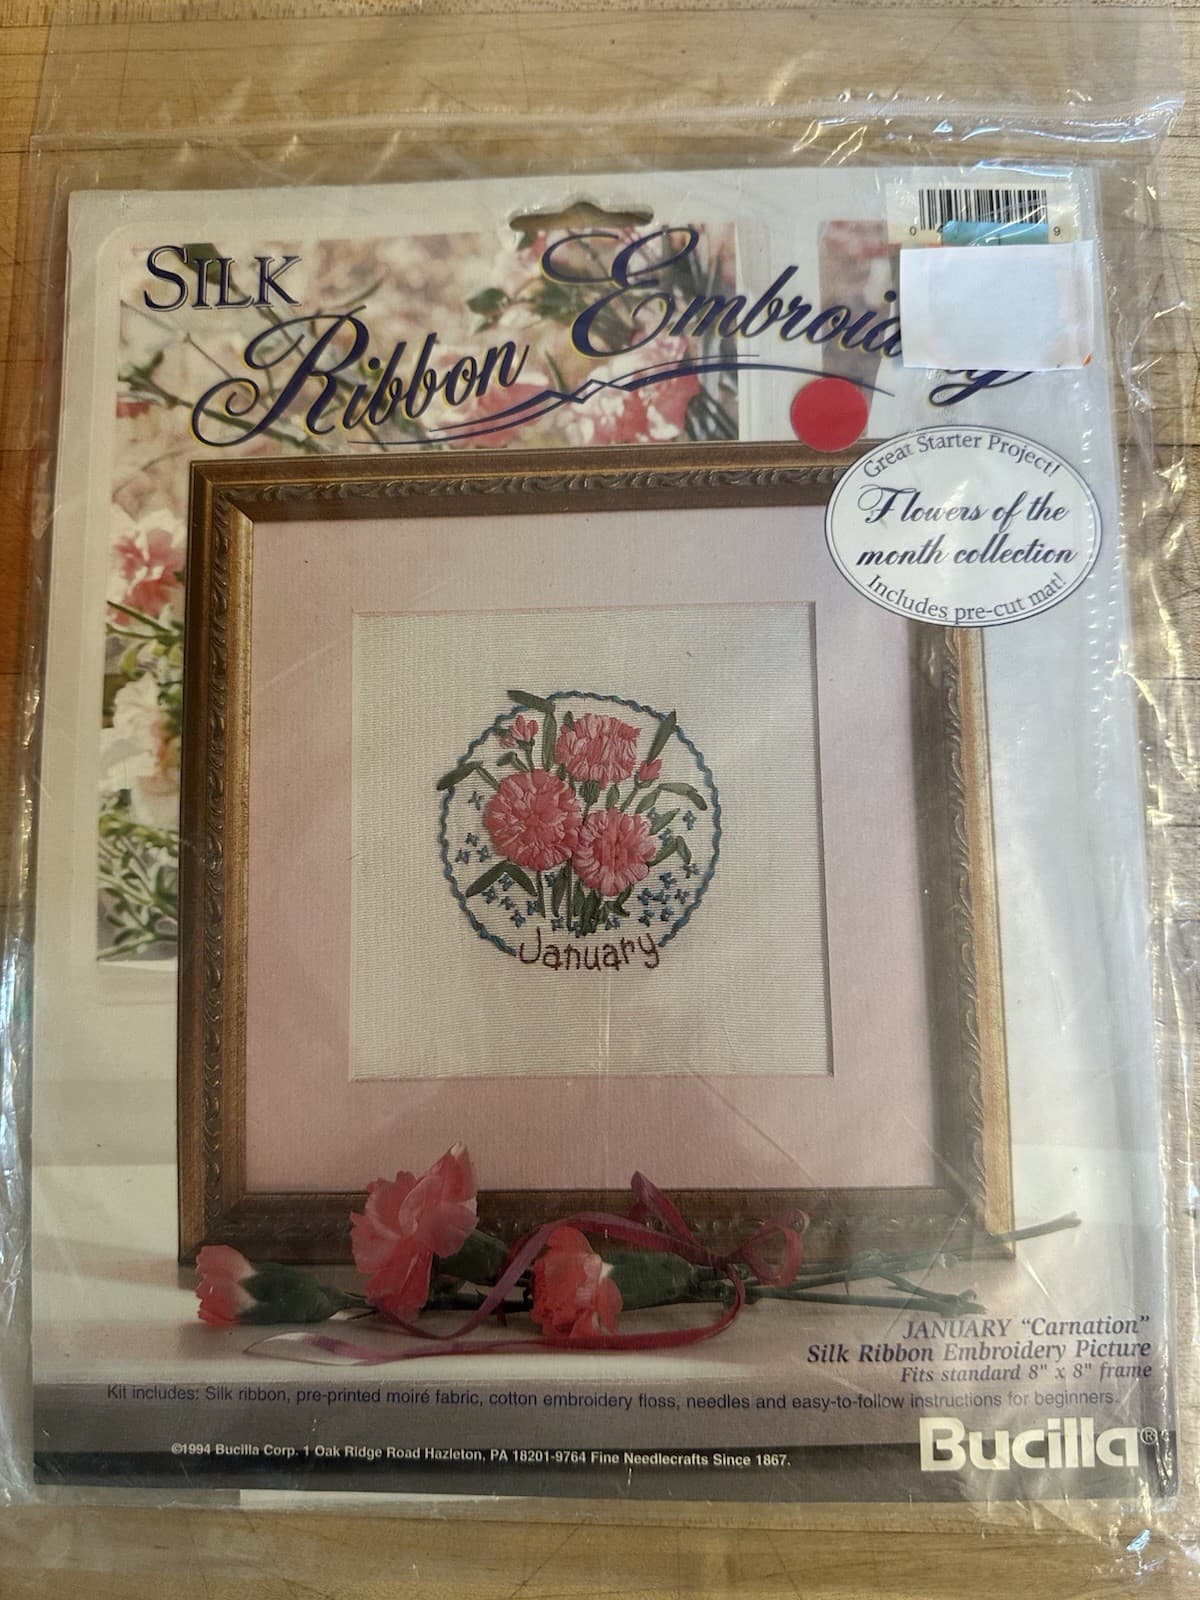 0 4 9
SILK
Ribbon Embroidery
Great Starter Project!
Flowers of the
month collection
Includes pre-cut mat!
January
JANUARY "Carnation"
Silk Ribbon Embroidery Picture
Fits standard 8" x 8" frame
Kit includes: Silk ribbon, pre-printed moiré fabric, cotton embroidery floss, needles and easy-to-follow instructions for beginners.
©1994 Bucilla Corp. 1 Oak Ridge Road Hazleton, PA 18201-9764 Fine Needlecrafts Since 1867.
Bucilla®